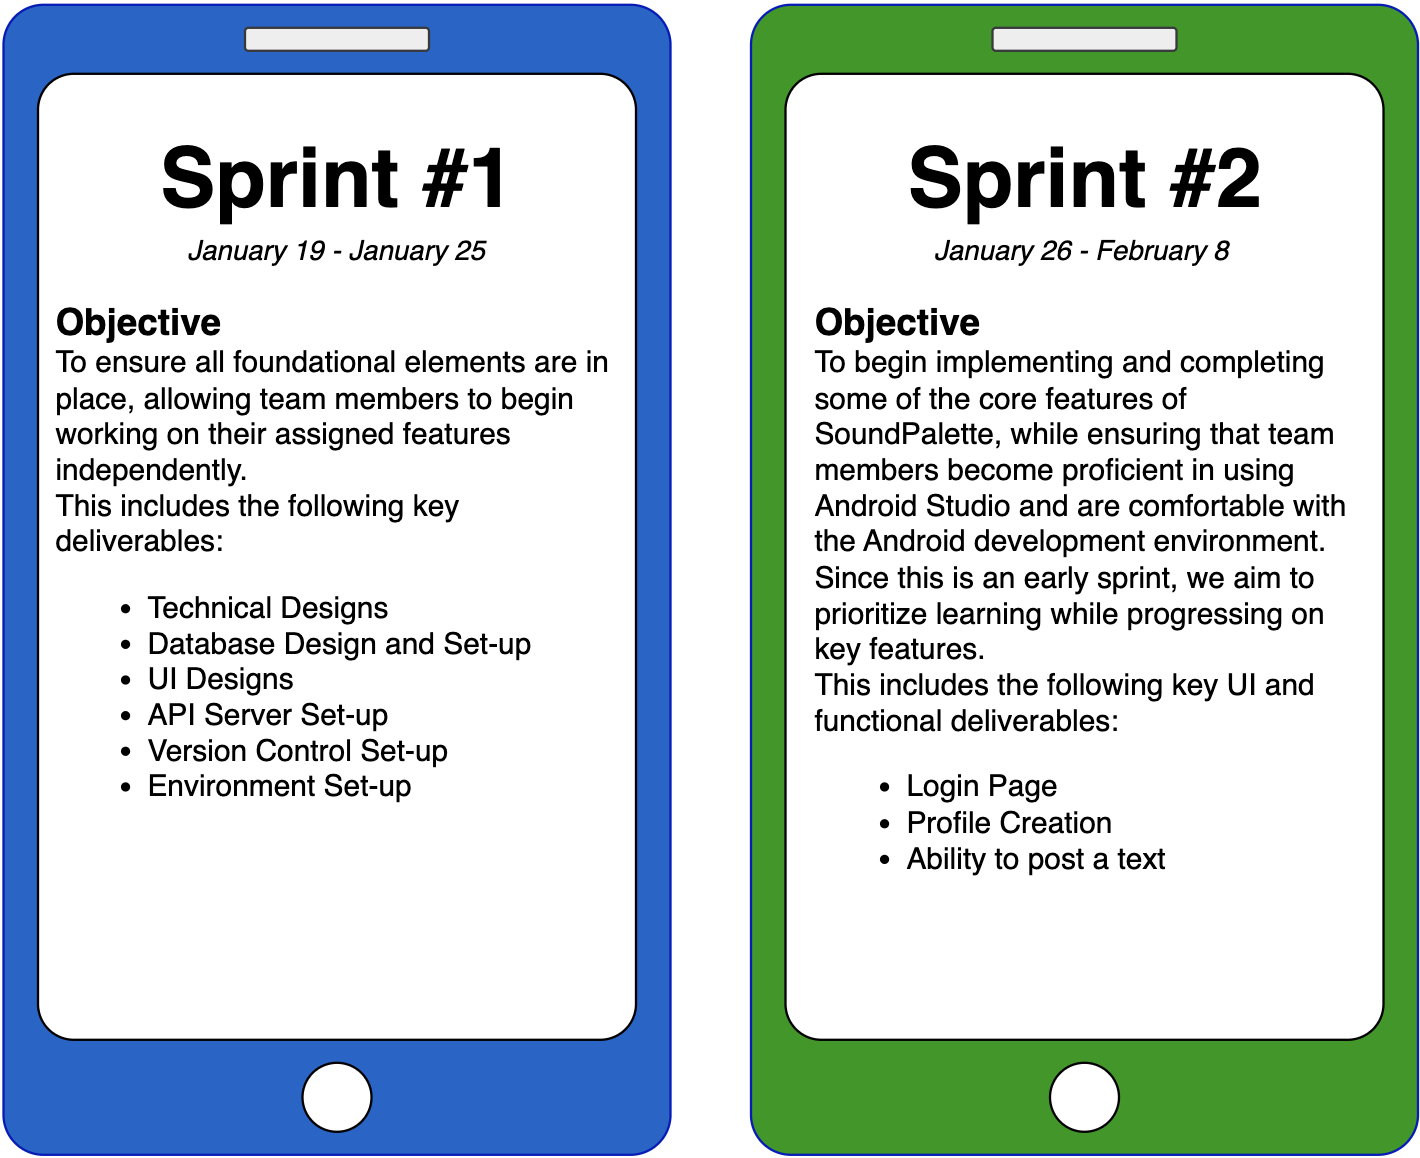 Sprint #1
January 19 - January 25
Objective
To ensure all foundational elements are in
place, allowing team members to begin
working on their assigned features
independently.
This includes the following key
deliverables:
• Technical Designs
• Database Design and Set-up
• UI Designs
• API Server Set-up
• Version Control Set-up
• Environment Set-up
Sprint #2
January 26 - February 8
Objective
To begin implementing and completing
some of the core features of
SoundPalette, while ensuring that team
members become proficient in using
Android Studio and are comfortable with
the Android development environment.
Since this is an early sprint, we aim to
prioritize learning while progressing on
key features.
This includes the following key UI and
functional deliverables:
• Login Page
• Profile Creation
• Ability to post a text